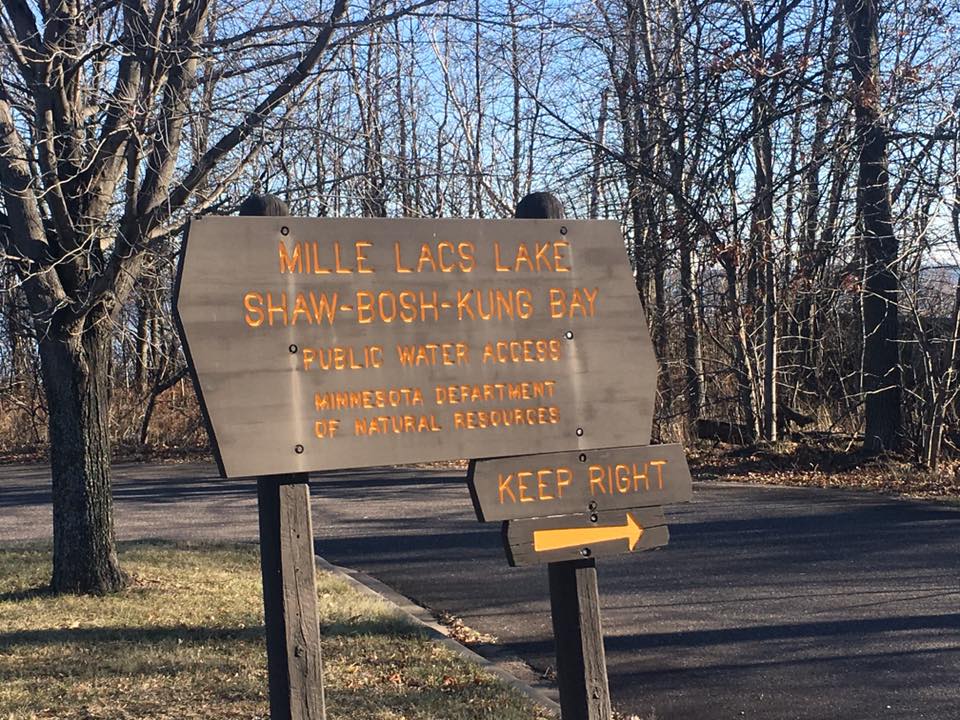 MILLE LACS LAKE
SHAW-BOSH-KUNG BAY
PUBLIC WATER ACCESS
MINNESOTA DEPARTMENT
OF NATURAL RESOURCES
KEEP RIGHT